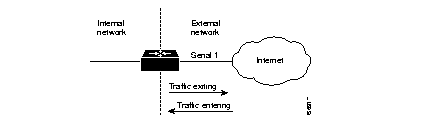 Internal
network
External
network
Serial 1
Internet
Traffic exiting
Traffic entering